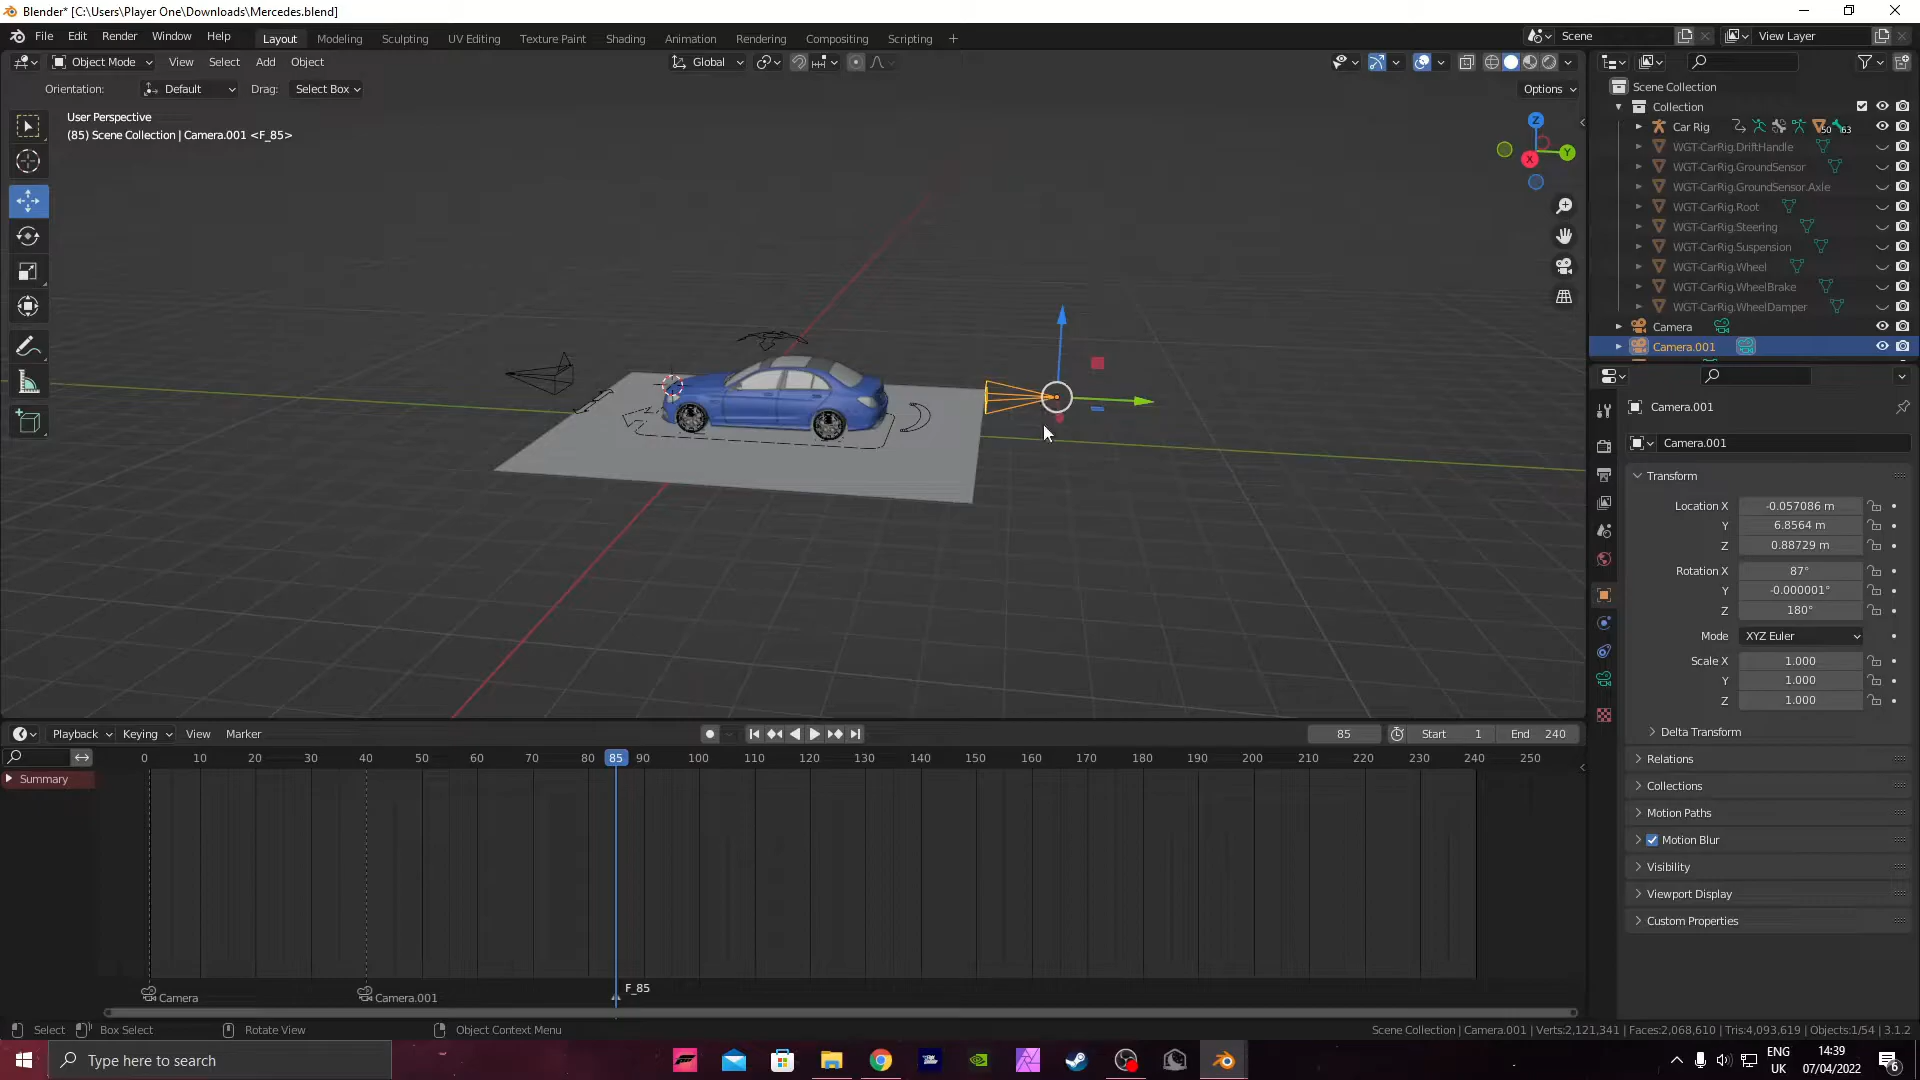 Blender* [C:\Users\Player One\Downloads\Mercedes.blend]
File Edit Render Window Help
Layout Modeling Sculpting UV Editing Texture Paint Shading Animation Rendering Compositing Scripting +
Scene
View Layer
Object Mode View Select Add Object
Global
Orientation: Default Drag: Select Box
Options
User Perspective
(85) Scene Collection | Camera.001 <F_85>
Z
Y
X
Scene Collection
Collection
Car Rig 50 63
WGT-CarRig.DriftHandle
WGT-CarRig.GroundSensor
WGT-CarRig.GroundSensor.Axle
WGT-CarRig.Root
WGT-CarRig.Steering
WGT-CarRig.Suspension
WGT-CarRig.Wheel
WGT-CarRig.WheelBrake
WGT-CarRig.WheelDamper
Camera
Camera.001
Camera.001
Camera.001
Transform
Location X -0.057086 m
Y 6.8564 m
Z 0.88729 m
Rotation X 87°
Y -0.000001°
Z 180°
Mode XYZ Euler
Scale X 1.000
Y 1.000
Z 1.000
Delta Transform
Relations
Collections
Motion Paths
Motion Blur
Visibility
Viewport Display
Custom Properties
Playback Keying View Marker
85 Start 1 End 240
0 10 20 30 40 50 60 70 80 85 90 100 110 120 130 140 150 160 170 180 190 200 210 220 230 240 250
Summary
Camera
Camera.001
F_85
Select Box Select Rotate View Object Context Menu
Scene Collection | Camera.001 | Verts:2,121,341 | Faces:2,068,610 | Tris:4,093,619 | Objects:1/54 | 3.1.2
Type here to search
ENG
UK
14:39
07/04/2022
6